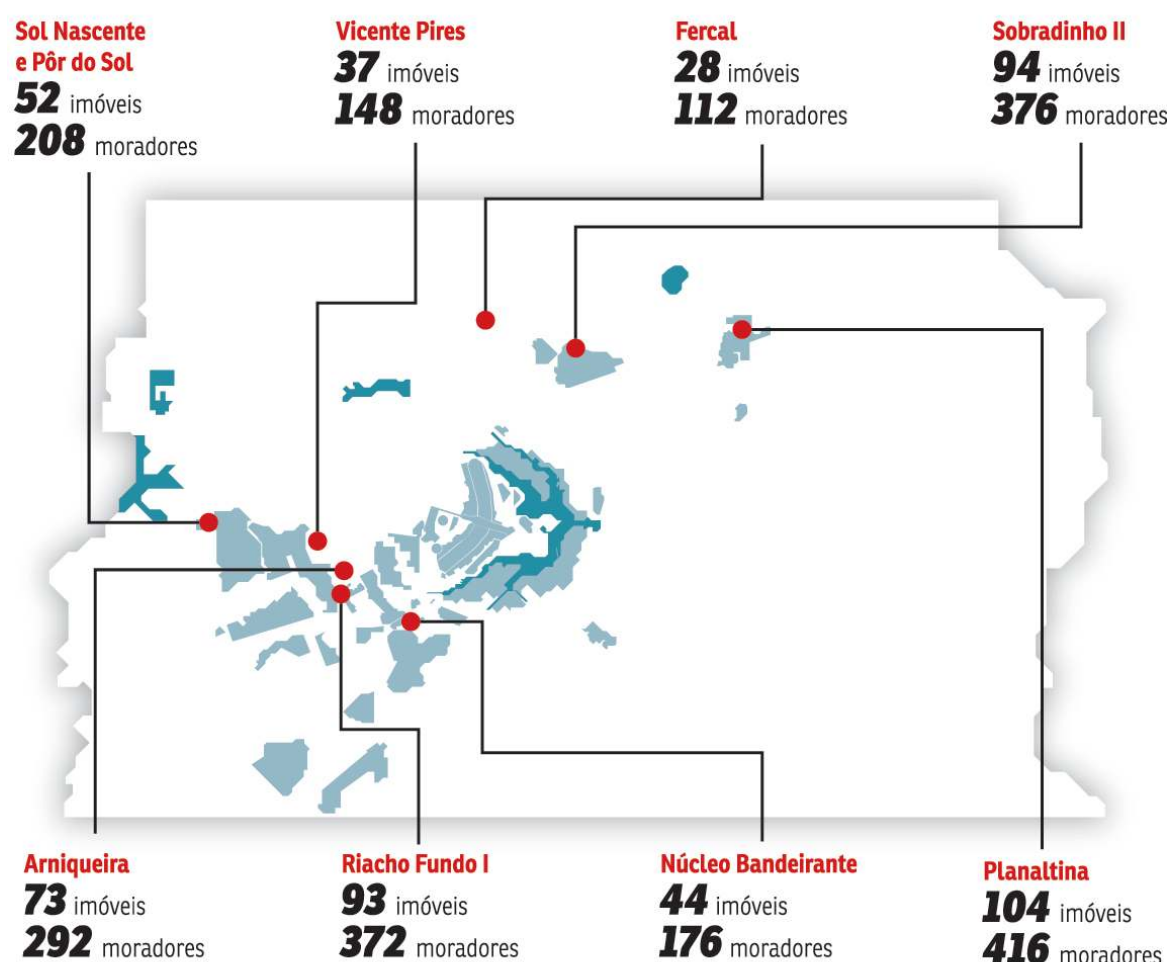 Sol Nascente
e Pôr do Sol
52 imóveis
208 moradores
Vicente Pires
37 imóveis
148 moradores
Fercal
28 imóveis
112 moradores
Sobradinho II
94 imóveis
376 moradores
Arniqueira
73 imóveis
292 moradores
Riacho Fundo I
93 imóveis
372 moradores
Núcleo Bandeirante
44 imóveis
176 moradores
Planaltina
104 imóveis
416 moradores